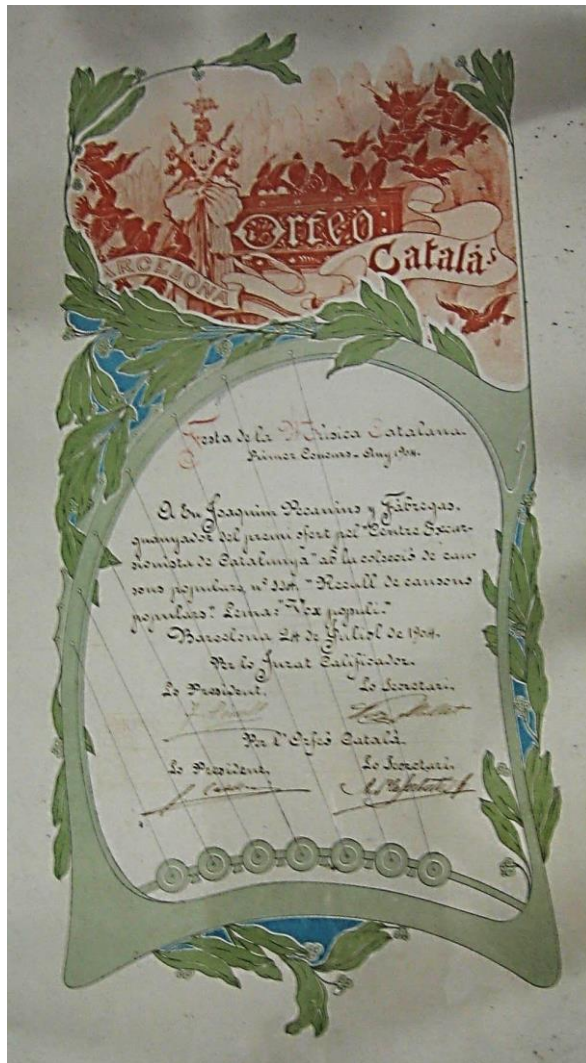 Orfeo:
Català
BARCELONA
Festa de la Música Catalana.
Primer Concurs - Any 1904.
A En Joaquim Pecanins y Fábregas,
guanyador del premi ofert pel "Centre Excur-
sionista de Catalunya" ab la colecció de can-
sons populars, nº 114, "Recull de cansons
populars". Lema: "Vox populi."
Barcelona 24 de Juliol de 1904.
Per lo Jurat Calificador.
Lo President. Lo Secretari.
Per l'Orfeó Català
Lo President. Lo Secretari.